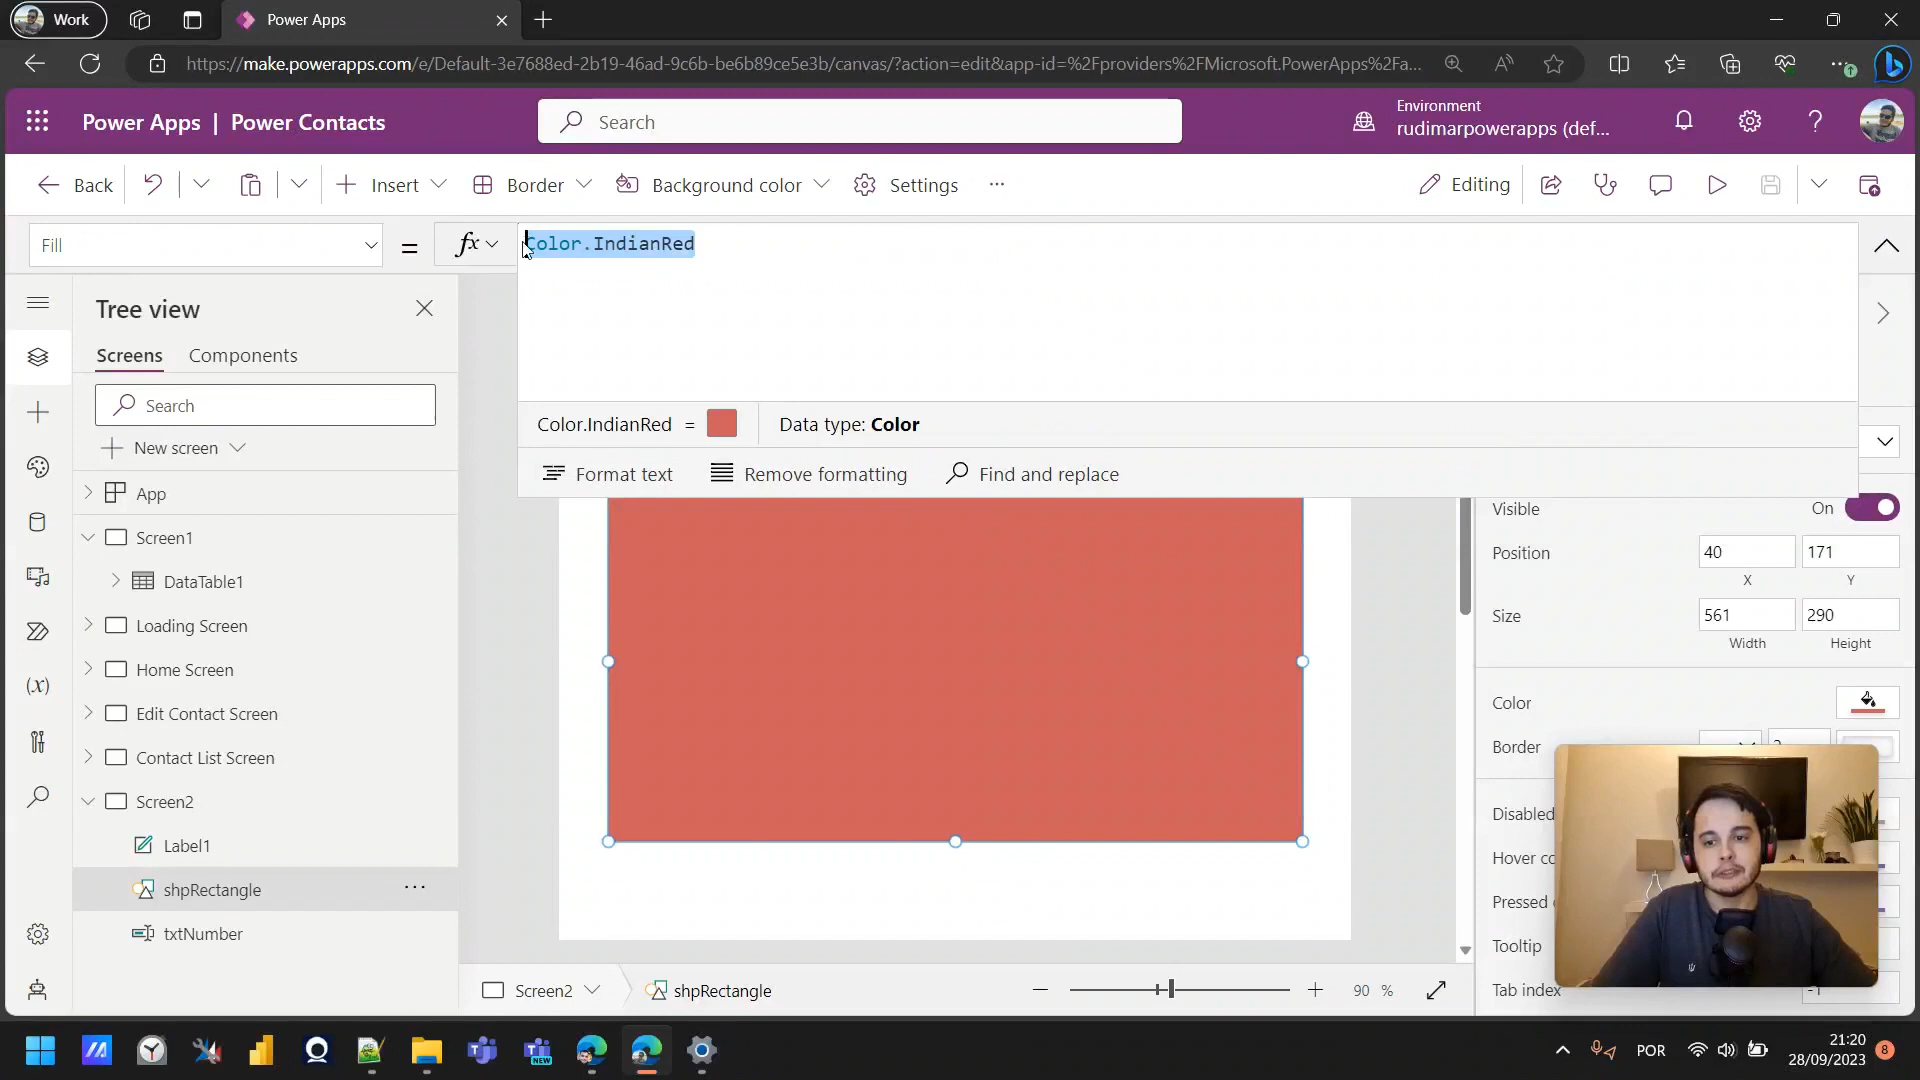 Work
Power Apps
https://make.powerapps.com/e/Default-3e7688ed-2b19-46ad-9c6b-be6b89ce5e3b/canvas/?action=edit&app-id=%2Fproviders%2FMicrosoft.PowerApps%2Fa...
Power Apps | Power Contacts
Search
Environment
rudimarpowerapps (def...
Back
Insert
Border
Background color
Settings
...
Editing
Fill
=
fx
Color.IndianRed
Tree view
Screens
Components
Search
New screen
App
Screen1
DataTable1
Loading Screen
Home Screen
Edit Contact Screen
Contact List Screen
Screen2
Label1
shpRectangle
...
txtNumber
Color.IndianRed =
Data type: Color
Format text
Remove formatting
Find and replace
Visible
On
Position
40
171
X
Y
Size
561
290
Width
Height
Color
Border
Disabled
Hover co
Pressed
Tooltip
Tab index
-1
Screen2
shpRectangle
90 %
NEW
POR
21:20
28/09/2023
8